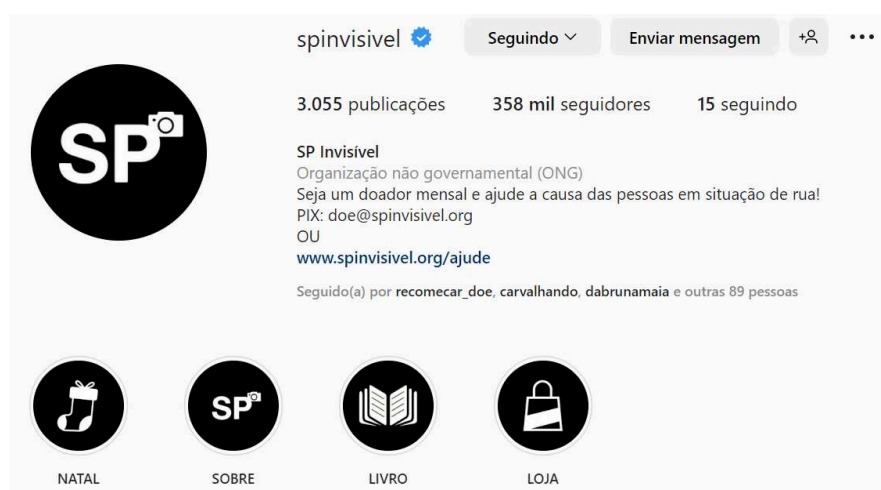 spinvisivel Seguindo Enviar mensagem
3.055 publicações 358 mil seguidores 15 seguindo
SP
SP Invisível
Organização não governamental (ONG)
Seja um doador mensal e ajude a causa das pessoas em situação de rua!
PIX: doe@spinvisivel.org
OU
www.spinvisivel.org/ajude
Seguido(a) por recomecar_doe, carvalhando, dabrunamaia e outras 89 pessoas
SP
NATAL SOBRE LIVRO LOJA